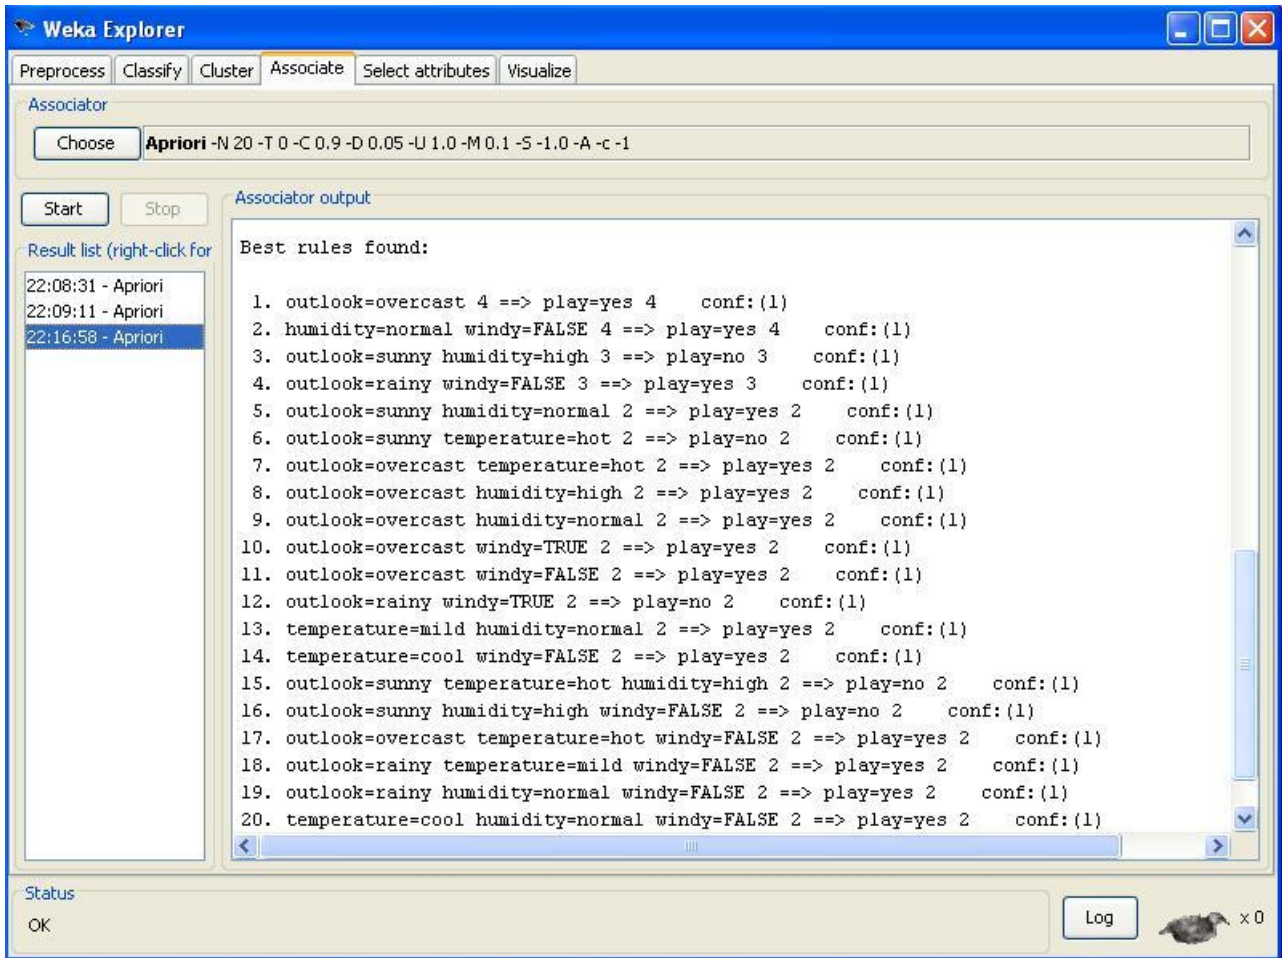 Weka Explorer
Preprocess Classify Cluster Associate Select attributes Visualize
Associator
Choose Apriori -N 20 -T 0 -C 0.9 -D 0.05 -U 1.0 -M 0.1 -S -1.0 -A -c -1
Start Stop
Result list (right-click for
22:08:31 - Apriori
22:09:11 - Apriori
22:16:58 - Apriori
Associator output
Best rules found:
1. outlook=overcast 4 ==> play=yes 4 conf:(1)
2. humidity=normal windy=FALSE 4 ==> play=yes 4 conf:(1)
3. outlook=sunny humidity=high 3 ==> play=no 3 conf:(1)
4. outlook=rainy windy=FALSE 3 ==> play=yes 3 conf:(1)
5. outlook=sunny humidity=normal 2 ==> play=yes 2 conf:(1)
6. outlook=sunny temperature=hot 2 ==> play=no 2 conf:(1)
7. outlook=overcast temperature=hot 2 ==> play=yes 2 conf:(1)
8. outlook=overcast humidity=high 2 ==> play=yes 2 conf:(1)
9. outlook=overcast humidity=normal 2 ==> play=yes 2 conf:(1)
10. outlook=overcast windy=TRUE 2 ==> play=yes 2 conf:(1)
11. outlook=overcast windy=FALSE 2 ==> play=yes 2 conf:(1)
12. outlook=rainy windy=TRUE 2 ==> play=no 2 conf:(1)
13. temperature=mild humidity=normal 2 ==> play=yes 2 conf:(1)
14. temperature=cool windy=FALSE 2 ==> play=yes 2 conf:(1)
15. outlook=sunny temperature=hot humidity=high 2 ==> play=no 2 conf:(1)
16. outlook=sunny humidity=high windy=FALSE 2 ==> play=no 2 conf:(1)
17. outlook=overcast temperature=hot windy=FALSE 2 ==> play=yes 2 conf:(1)
18. outlook=rainy temperature=mild windy=FALSE 2 ==> play=yes 2 conf:(1)
19. outlook=rainy humidity=normal windy=FALSE 2 ==> play=yes 2 conf:(1)
20. temperature=cool humidity=normal windy=FALSE 2 ==> play=yes 2 conf:(1)
Status
OK
Log x 0